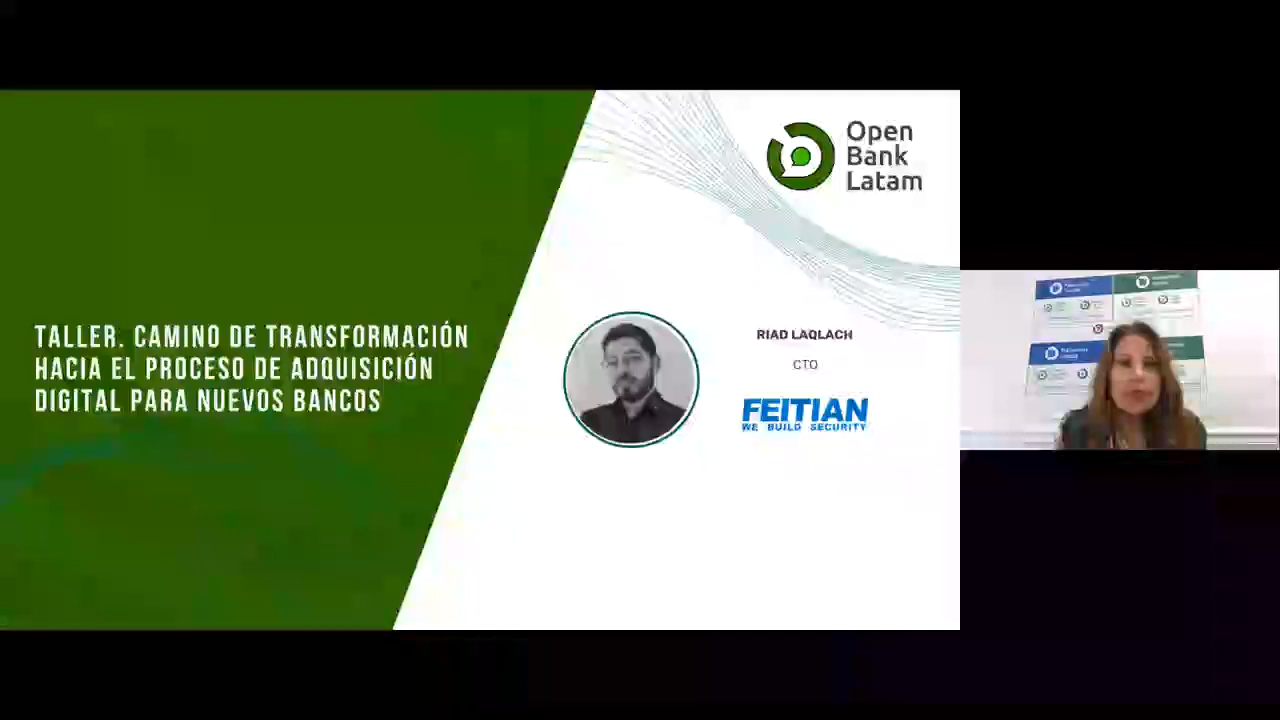 Open
Bank
Latam
TALLER. CAMINO DE TRANSFORMACIÓN
HACIA EL PROCESO DE ADQUISICIÓN
DIGITAL PARA NUEVOS BANCOS
RIAD LAQLACH
CTO
FEITIAN
WE BUILD SECURITY